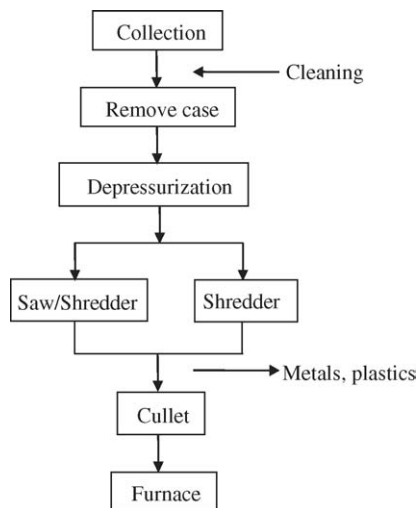 Collection
Cleaning
Remove case
Depressurization
Saw/Shredder
Shredder
Metals, plastics
Cullet
Furnace